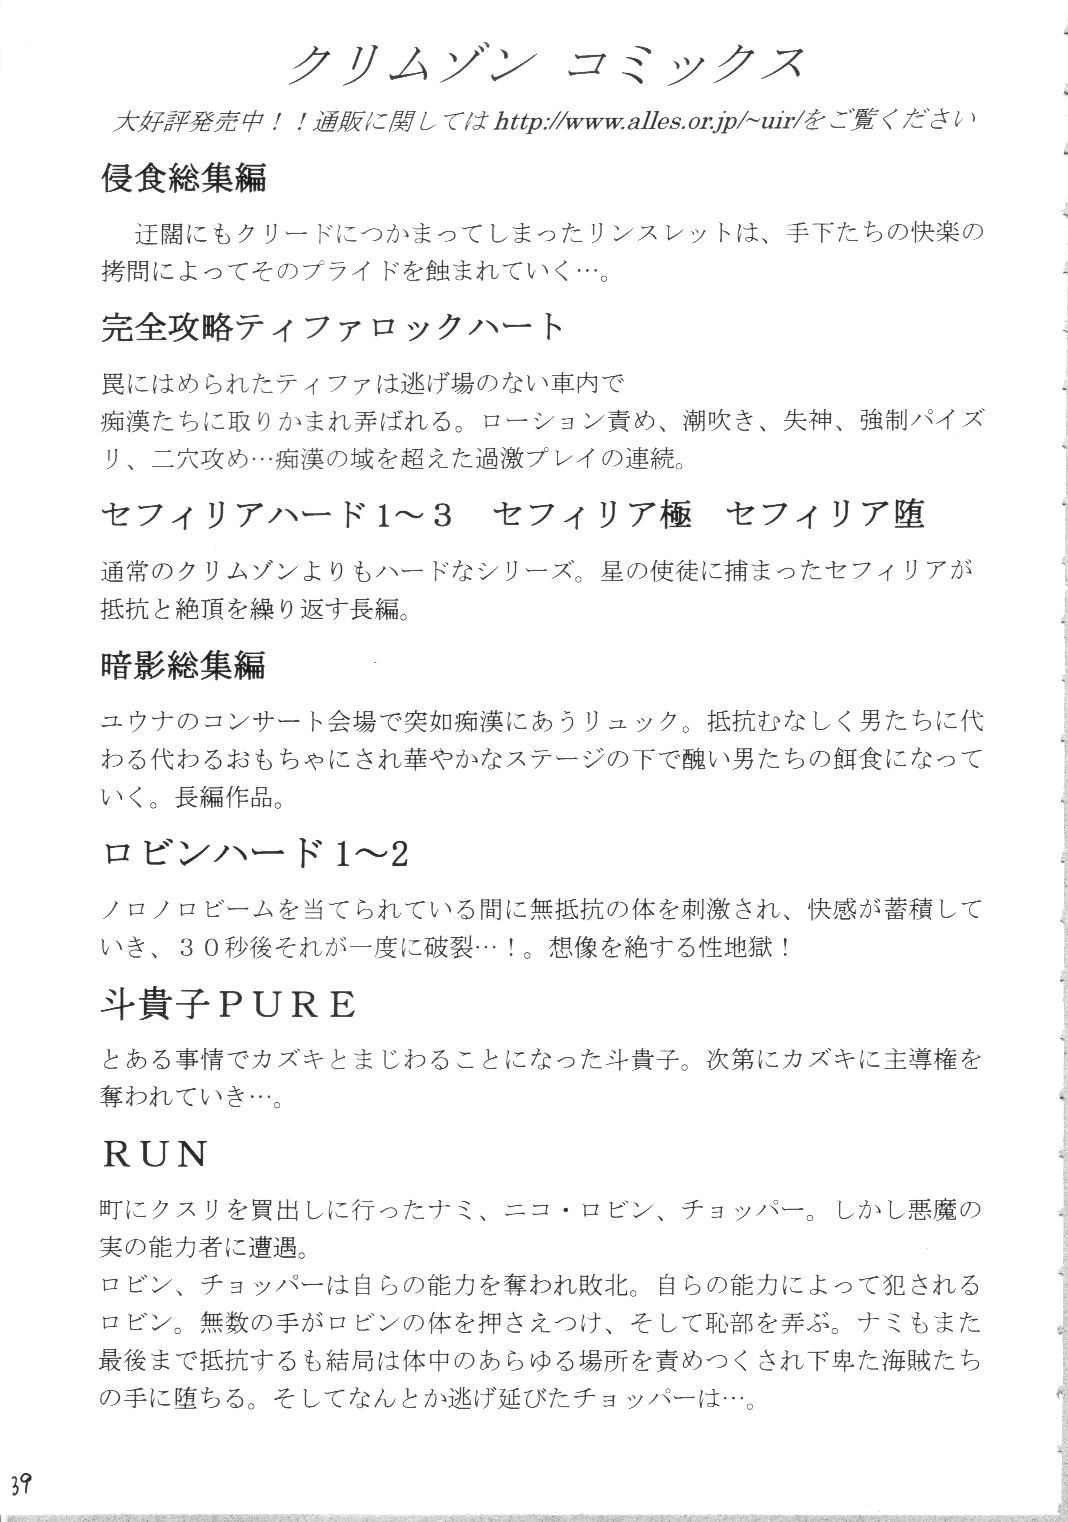 クリムゾン コミックス
大好評発売中！！通販に関しては http://www.alles.or.jp/~uir/をご覧ください
侵食総集編
迂闊にもクリードにつかまってしまったリンスレットは、手下たちの快楽の
拷問によってそのプライドを蝕まれていく…。
完全攻略ティファロックハート
罠にはめられたティファは逃げ場のない車内で
痴漢たちに取りかまれ弄ばれる。ローション責め、潮吹き、失神、強制パイズ
リ、二穴攻め…痴漢の域を超えた過激プレイの連続。
セフィリアハード1～３　セフィリア極　セフィリア堕
通常のクリムゾンよりもハードなシリーズ。星の使徒に捕まったセフィリアが
抵抗と絶頂を繰り返す長編。
暗影総集編
ユウナのコンサート会場で突如痴漢にあうリュック。抵抗むなしく男たちに代
わる代わるおもちゃにされ華やかなステージの下で醜い男たちの餌食になって
いく。長編作品。
ロビンハード1～2
ノロノロビームを当てられている間に無抵抗の体を刺激され、快感が蓄積して
いき、３０秒後それが一度に破裂…！。想像を絶する性地獄！
斗貴子ＰＵＲＥ
とある事情でカズキとまじわることになった斗貴子。次第にカズキに主導権を
奪われていき…。
ＲＵＮ
町にクスリを買出しに行ったナミ、ニコ・ロビン、チョッパー。しかし悪魔の
実の能力者に遭遇。
ロビン、チョッパーは自らの能力を奪われ敗北。自らの能力によって犯される
ロビン。無数の手がロビンの体を押さえつけ、そして恥部を弄ぶ。ナミもまた
最後まで抵抗するも結局は体中のあらゆる場所を責めつくされ下卑た海賊たち
の手に堕ちる。そしてなんとか逃げ延びたチョッパーは…。
39